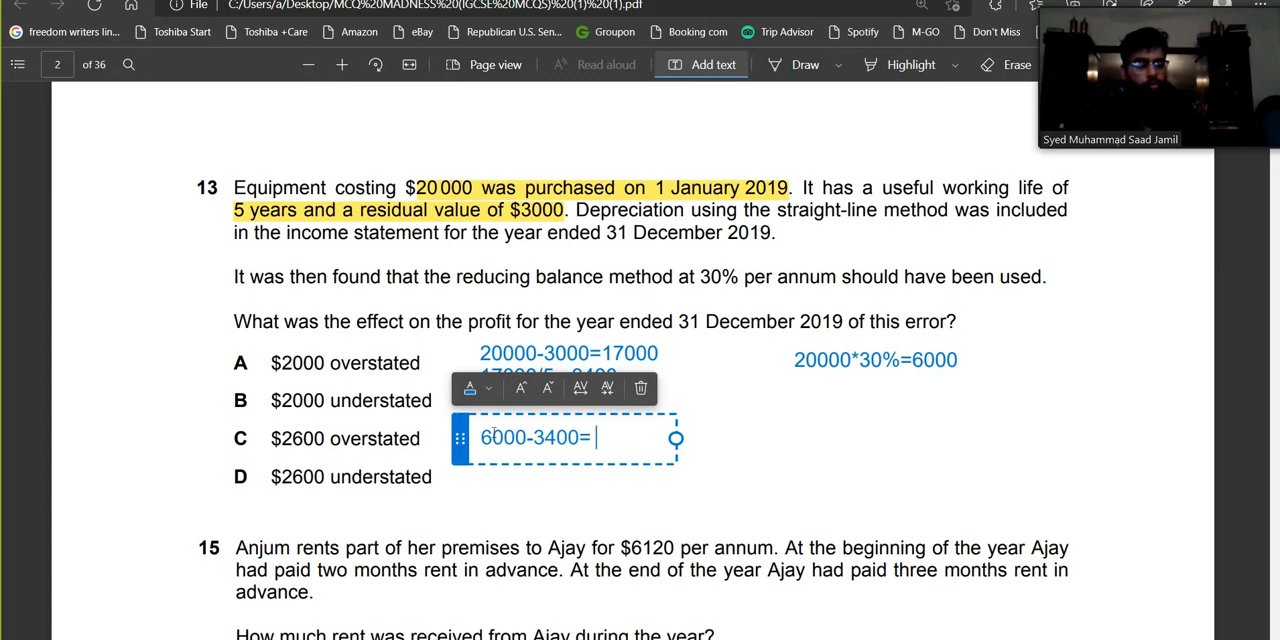 File
C:/Users/a/Desktop/MCQ%20MADNESS%20(IGCSE%20MCQS)%20(1)%20(1).pdf
freedom writers lin...
Toshiba Start
Toshiba +Care
Amazon
eBay
Republican U.S. Sen...
Groupon
Booking com
Trip Advisor
Spotify
M-GO
Don't Miss
2 of 36
Page view
Read aloud
Add text
Draw
Highlight
Erase
Syed Muhammad Saad Jamil
13 Equipment costing $20 000 was purchased on 1 January 2019. It has a useful working life of
5 years and a residual value of $3000. Depreciation using the straight-line method was included
in the income statement for the year ended 31 December 2019.
It was then found that the reducing balance method at 30% per annum should have been used.
What was the effect on the profit for the year ended 31 December 2019 of this error?
A $2000 overstated
20000-3000=17000
20000*30%=6000
B $2000 understated
C $2600 overstated
6000-3400=
D $2600 understated
15 Anjum rents part of her premises to Ajay for $6120 per annum. At the beginning of the year Ajay
had paid two months rent in advance. At the end of the year Ajay had paid three months rent in
advance.
How much rent was received from Ajay during the year?